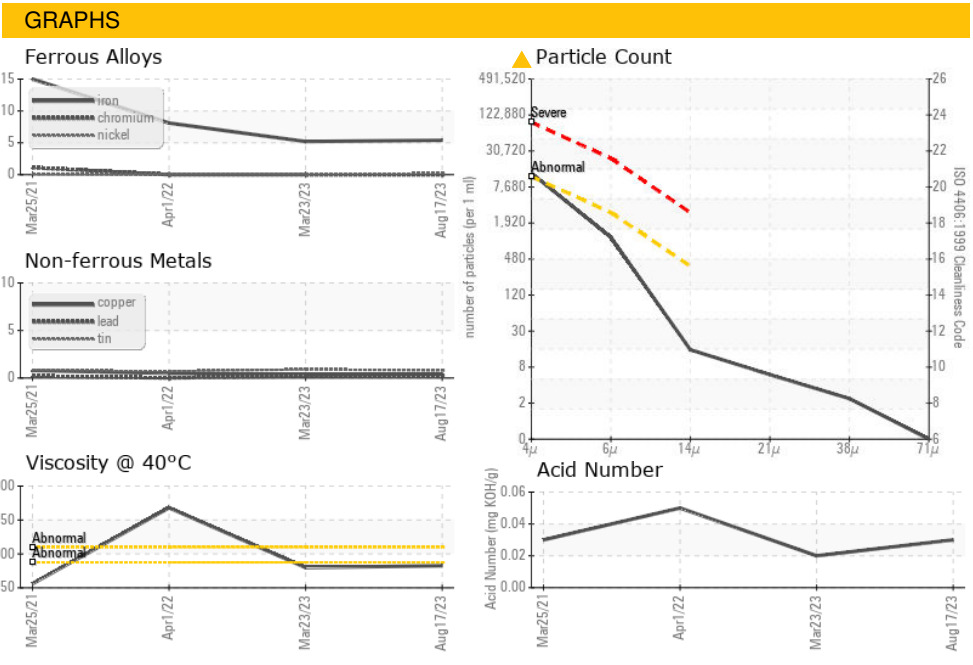 GRAPHS
Ferrous Alloys
15
10
5
0
iron
chromium
nickel
Mar25/21
Apr1/22
Mar23/23
Aug17/23
Non-ferrous Metals
10
5
0
copper
lead
tin
Mar25/21
Apr1/22
Mar23/23
Aug17/23
Viscosity @ 40°C
00
50
00
50
Abnormal
Abnormal
Mar25/21
Apr1/22
Mar23/23
Aug17/23
Particle Count
number of particles (per 1 ml)
491,520
122,880
30,720
7,680
1,920
480
120
30
8
2
0
Severe
Abnormal
26
24
22
20
18
16
14
12
10
8
6
ISO 4406:1999 Cleanliness Code
4µ
6µ
14µ
21µ
38µ
71µ
Acid Number
Acid Number (mg KOH/g)
0.06
0.04
0.02
0.00
Mar25/21
Apr1/22
Mar23/23
Aug17/23